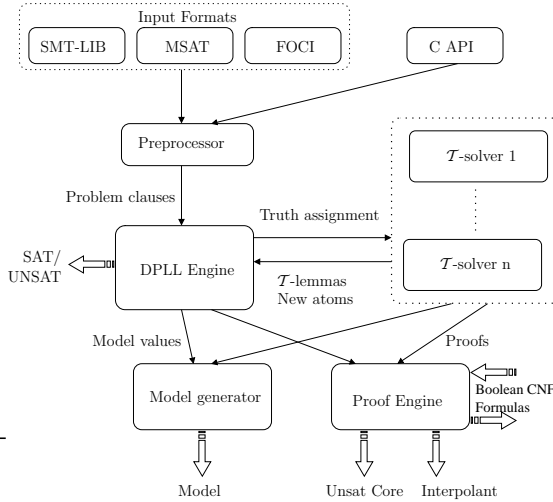 Input Formats
SMT-LIB
MSAT
FOCI
C API
Preprocessor
𝒯-solver 1
Problem clauses
Truth assignment
SAT/
UNSAT
DPLL Engine
𝒯-solver n
𝒯-lemmas
New atoms
Model values
Proofs
Model generator
Proof Engine
Boolean CNF
Formulas
Model
Unsat Core
Interpolant